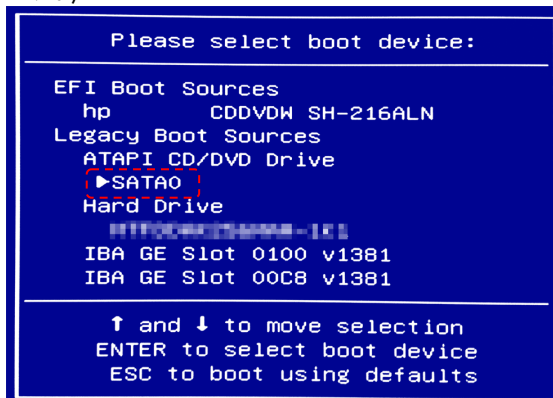 Please select boot device:
EFI Boot Sources
hp CDDVDW SH-216ALN
Legacy Boot Sources
ATAPI CD/DVD Drive
▶SATA0
Hard Drive
IBA GE Slot 0100 v1381
IBA GE Slot 00C8 v1381
↑ and ↓ to move selection
ENTER to select boot device
ESC to boot using defaults